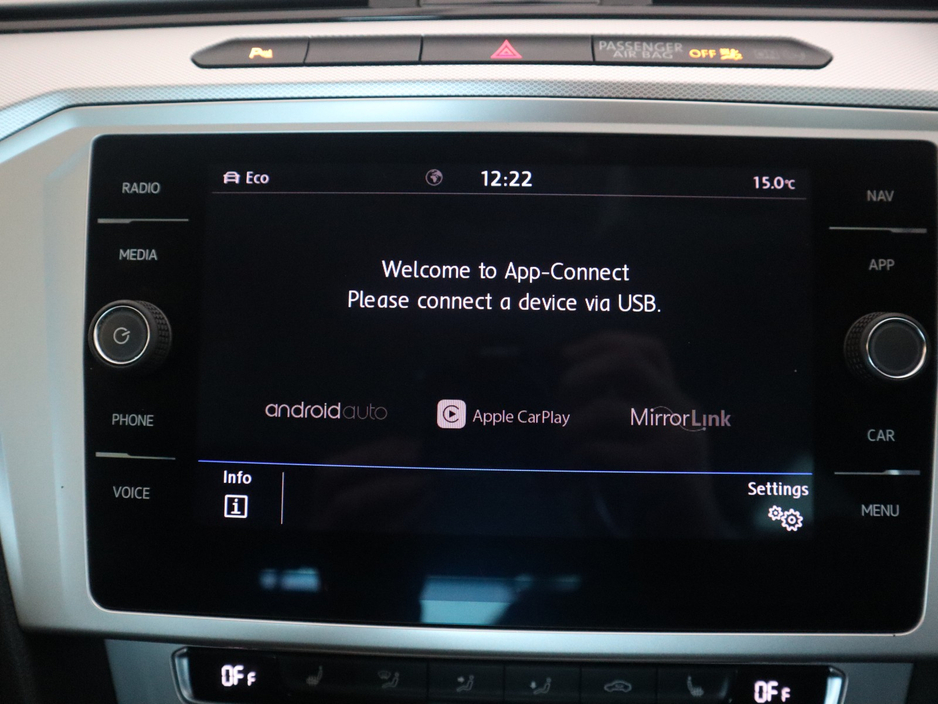 P
PASSENGER
AIR BAG
OFF
RADIO
MEDIA
PHONE
VOICE
Eco
12:22
15.0°C
Welcome to App-Connect
Please connect a device via USB.
androidauto
Apple CarPlay
MirrorLink
Info
i
Settings
NAV
APP
CAR
MENU
OFF
OFF